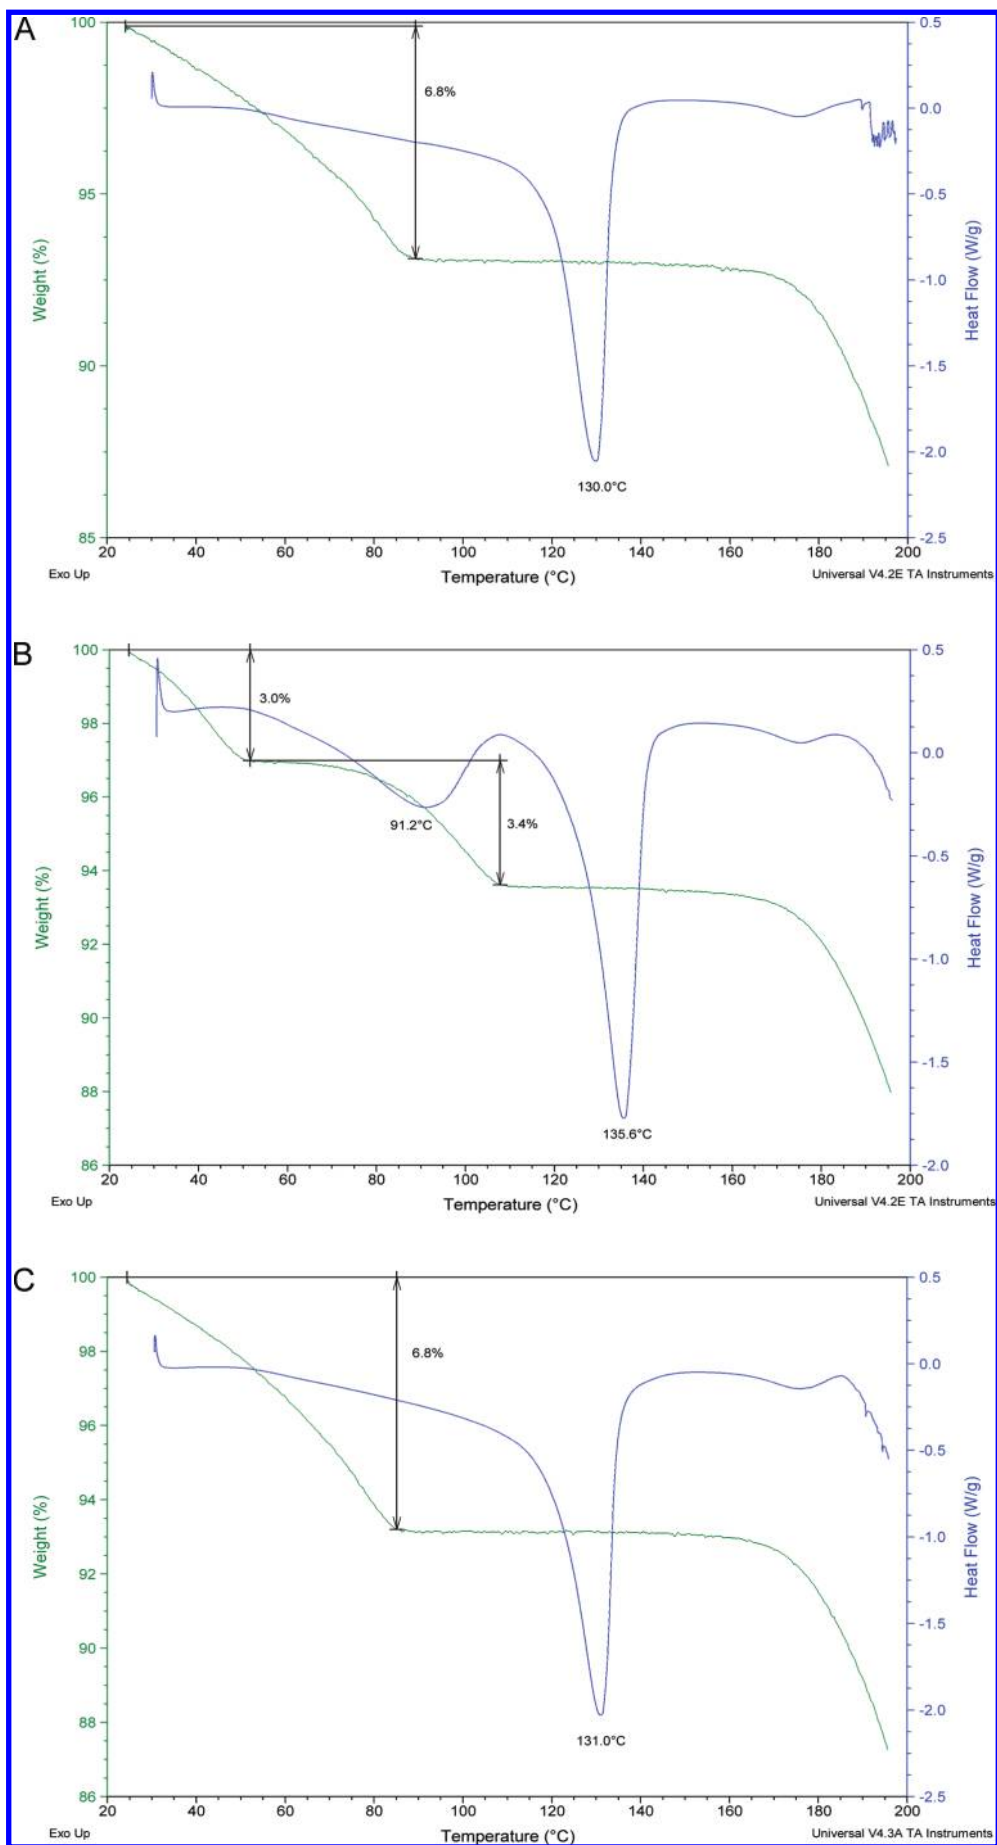 A
100
95
90
85
Weight (%)
6.8%
130.0°C
0.5
0.0
-0.5
-1.0
-1.5
-2.0
-2.5
Heat Flow (W/g)
20 40 60 80 100 120 140 160 180 200
Exo Up Temperature (°C) Universal V4.2E TA Instruments
B
100
98
96
94
92
90
88
86
Weight (%)
3.0%
91.2°C
3.4%
135.6°C
0.5
0.0
-0.5
-1.0
-1.5
-2.0
Heat Flow (W/g)
20 40 60 80 100 120 140 160 180 200
Exo Up Temperature (°C) Universal V4.2E TA Instruments
C
100
98
96
94
92
90
88
86
Weight (%)
6.8%
131.0°C
0.5
0.0
-0.5
-1.0
-1.5
-2.0
-2.5
Heat Flow (W/g)
20 40 60 80 100 120 140 160 180 200
Exo Up Temperature (°C) Universal V4.3A TA Instruments